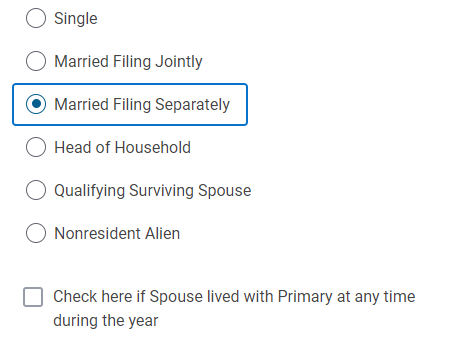 Single
Married Filing Jointly
Married Filing Separately
Head of Household
Qualifying Surviving Spouse
Nonresident Alien
Check here if Spouse lived with Primary at any time
during the year